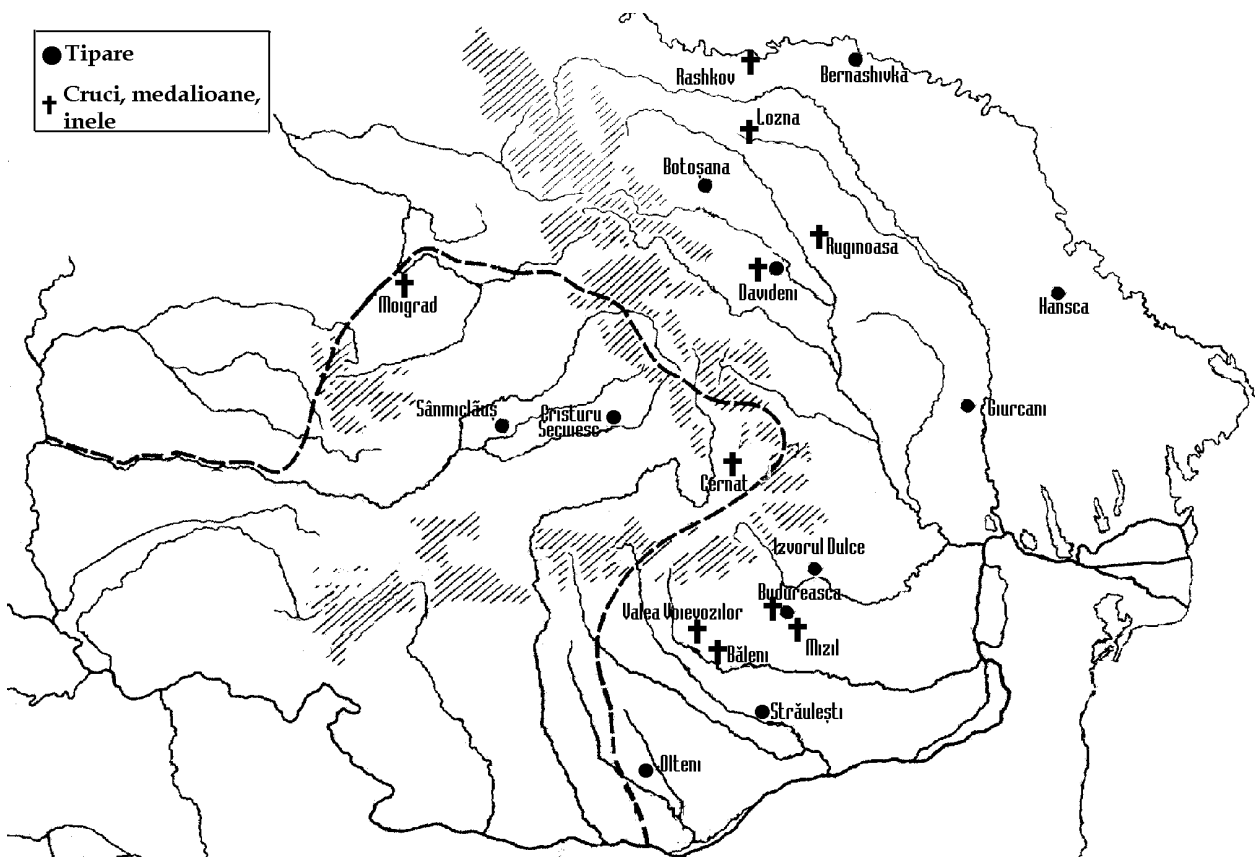 Tipare
Cruci, medalioane,
inele
Rashkov
Bernashivka
Lozna
Botoșana
Ruginoasa
Davideni
Hansca
Moigrad
Sânmiclăuș
Cristuru
Secuiesc
Giurcani
Cernat
Izvorul Dulce
Budureasca
Valea Voievozilor
Mizil
Băleni
Străulești
Olteni